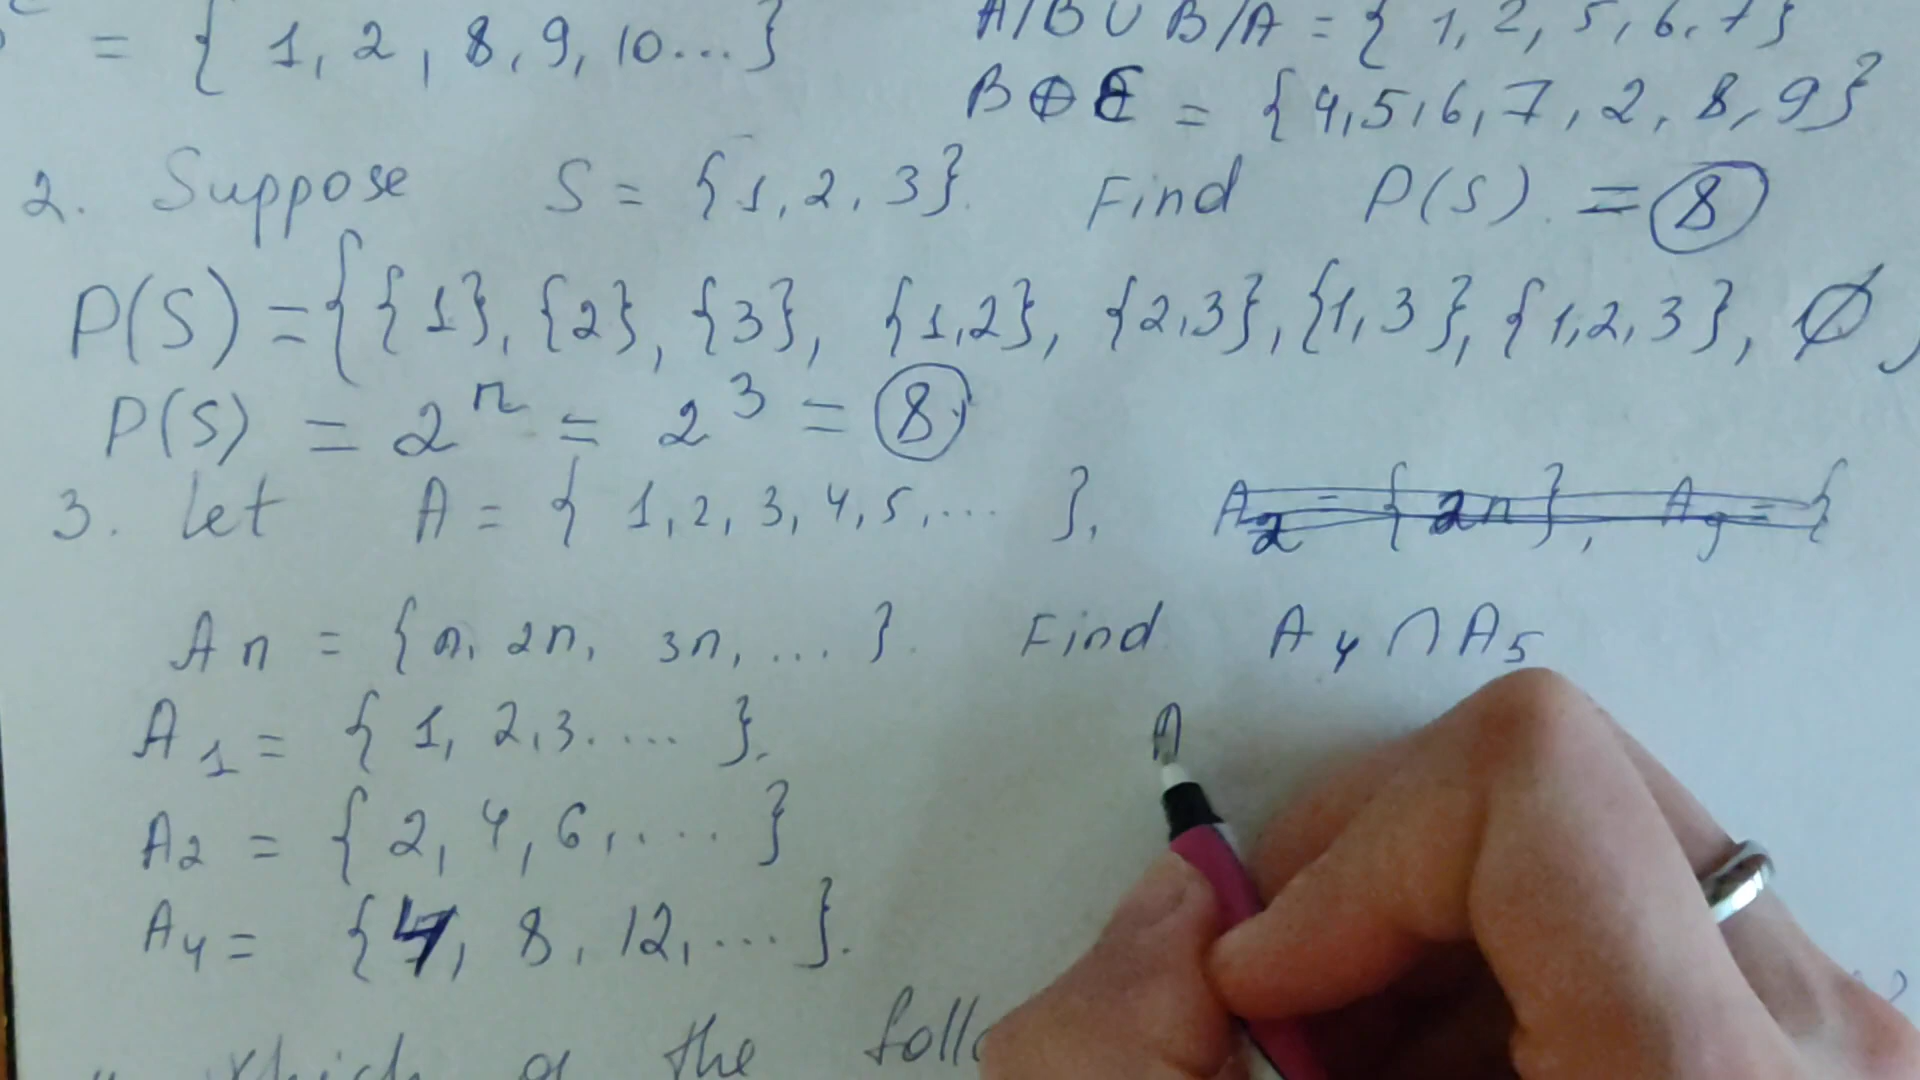 = { 1, 2, 8, 9, 10... }
A/B ∪ B/A = { 1, 2, 5, 6, 7 }
B ⊕ C = {4,5,6,7,2,8,9}
2. Suppose S = {1,2,3}. Find P(S). = 8
P(S) = {{1}, {2}, {3}, {1,2}, {2,3}, {1,3}, {1,2,3}, Ø
P(S) = 2^n = 2^3 = 8
3. Let A = { 1,2,3,4,5,... }, A₂ = {2n}, A₉ = {
An = {n, 2n, 3n, ... }. Find A₄ ∩ A₅
A₁ = { 1, 2,3.... }.
A₂ = { 2, 4, 6, .... }
A₄ = {4, 8, 12, ... }.
the